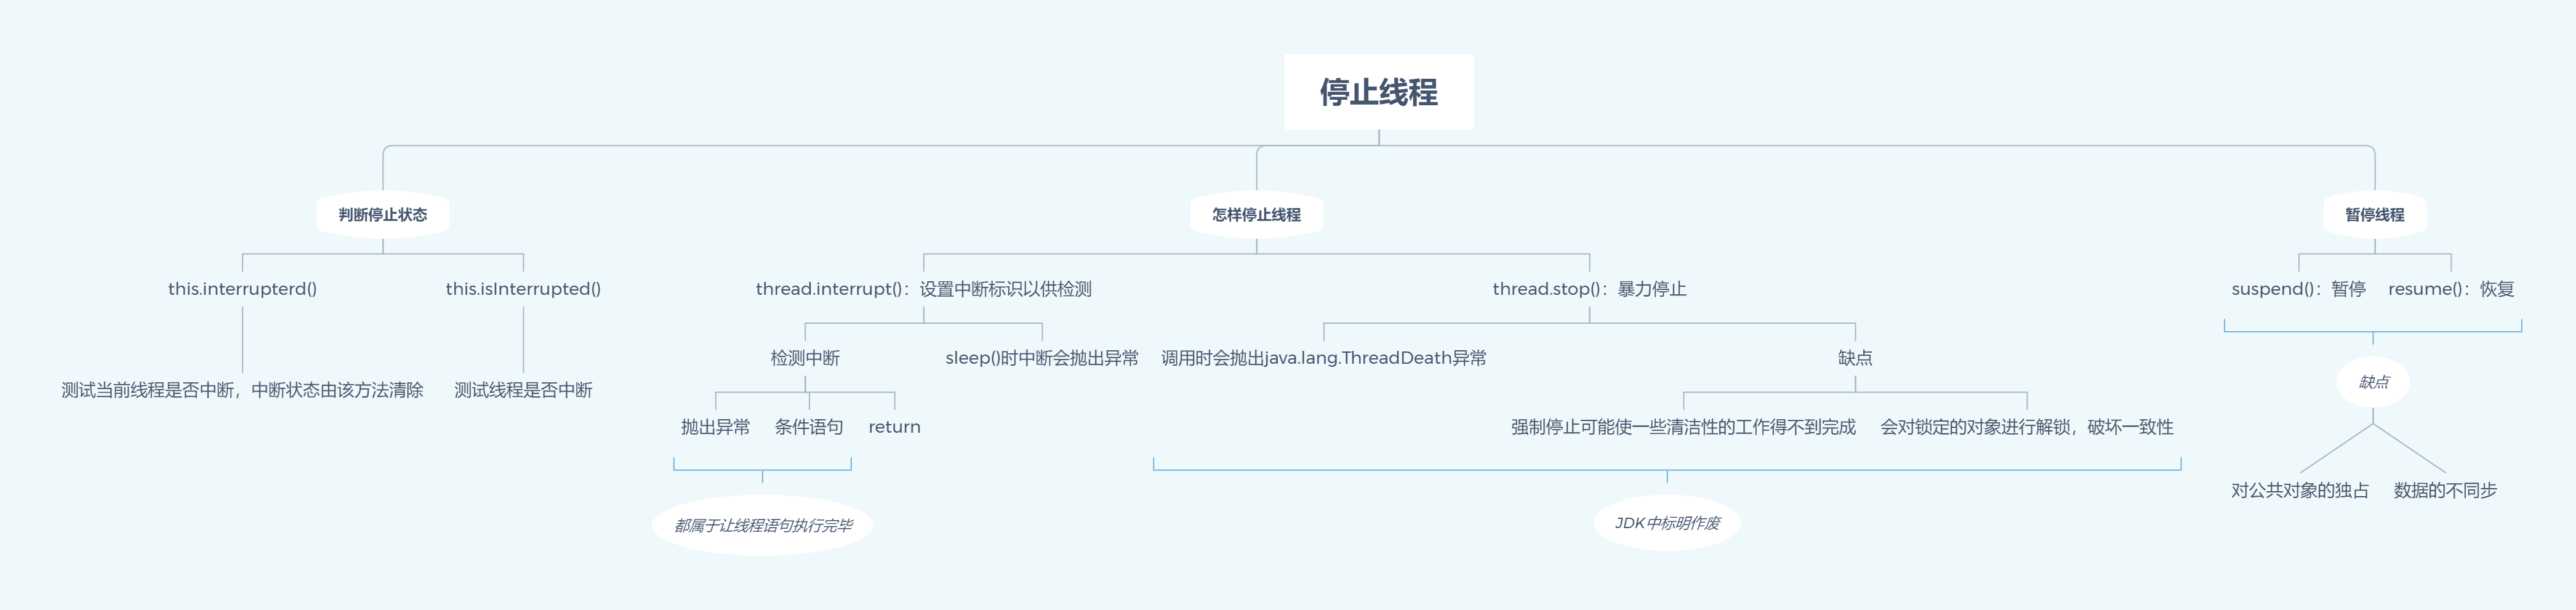 停止线程
判断停止状态
怎样停止线程
暂停线程
this.interrupterd()
this.isInterrupted()
thread.interrupt()：设置中断标识以供检测
thread.stop()：暴力停止
suspend()：暂停
resume()：恢复
检测中断
sleep()时中断会抛出异常
调用时会抛出java.lang.ThreadDeath异常
缺点
缺点
测试当前线程是否中断，中断状态由该方法清除
测试线程是否中断
抛出异常
条件语句
return
强制停止可能使一些清洁性的工作得不到完成
会对锁定的对象进行解锁，破坏一致性
对公共对象的独占
数据的不同步
都属于让线程语句执行完毕
JDK中标明作废